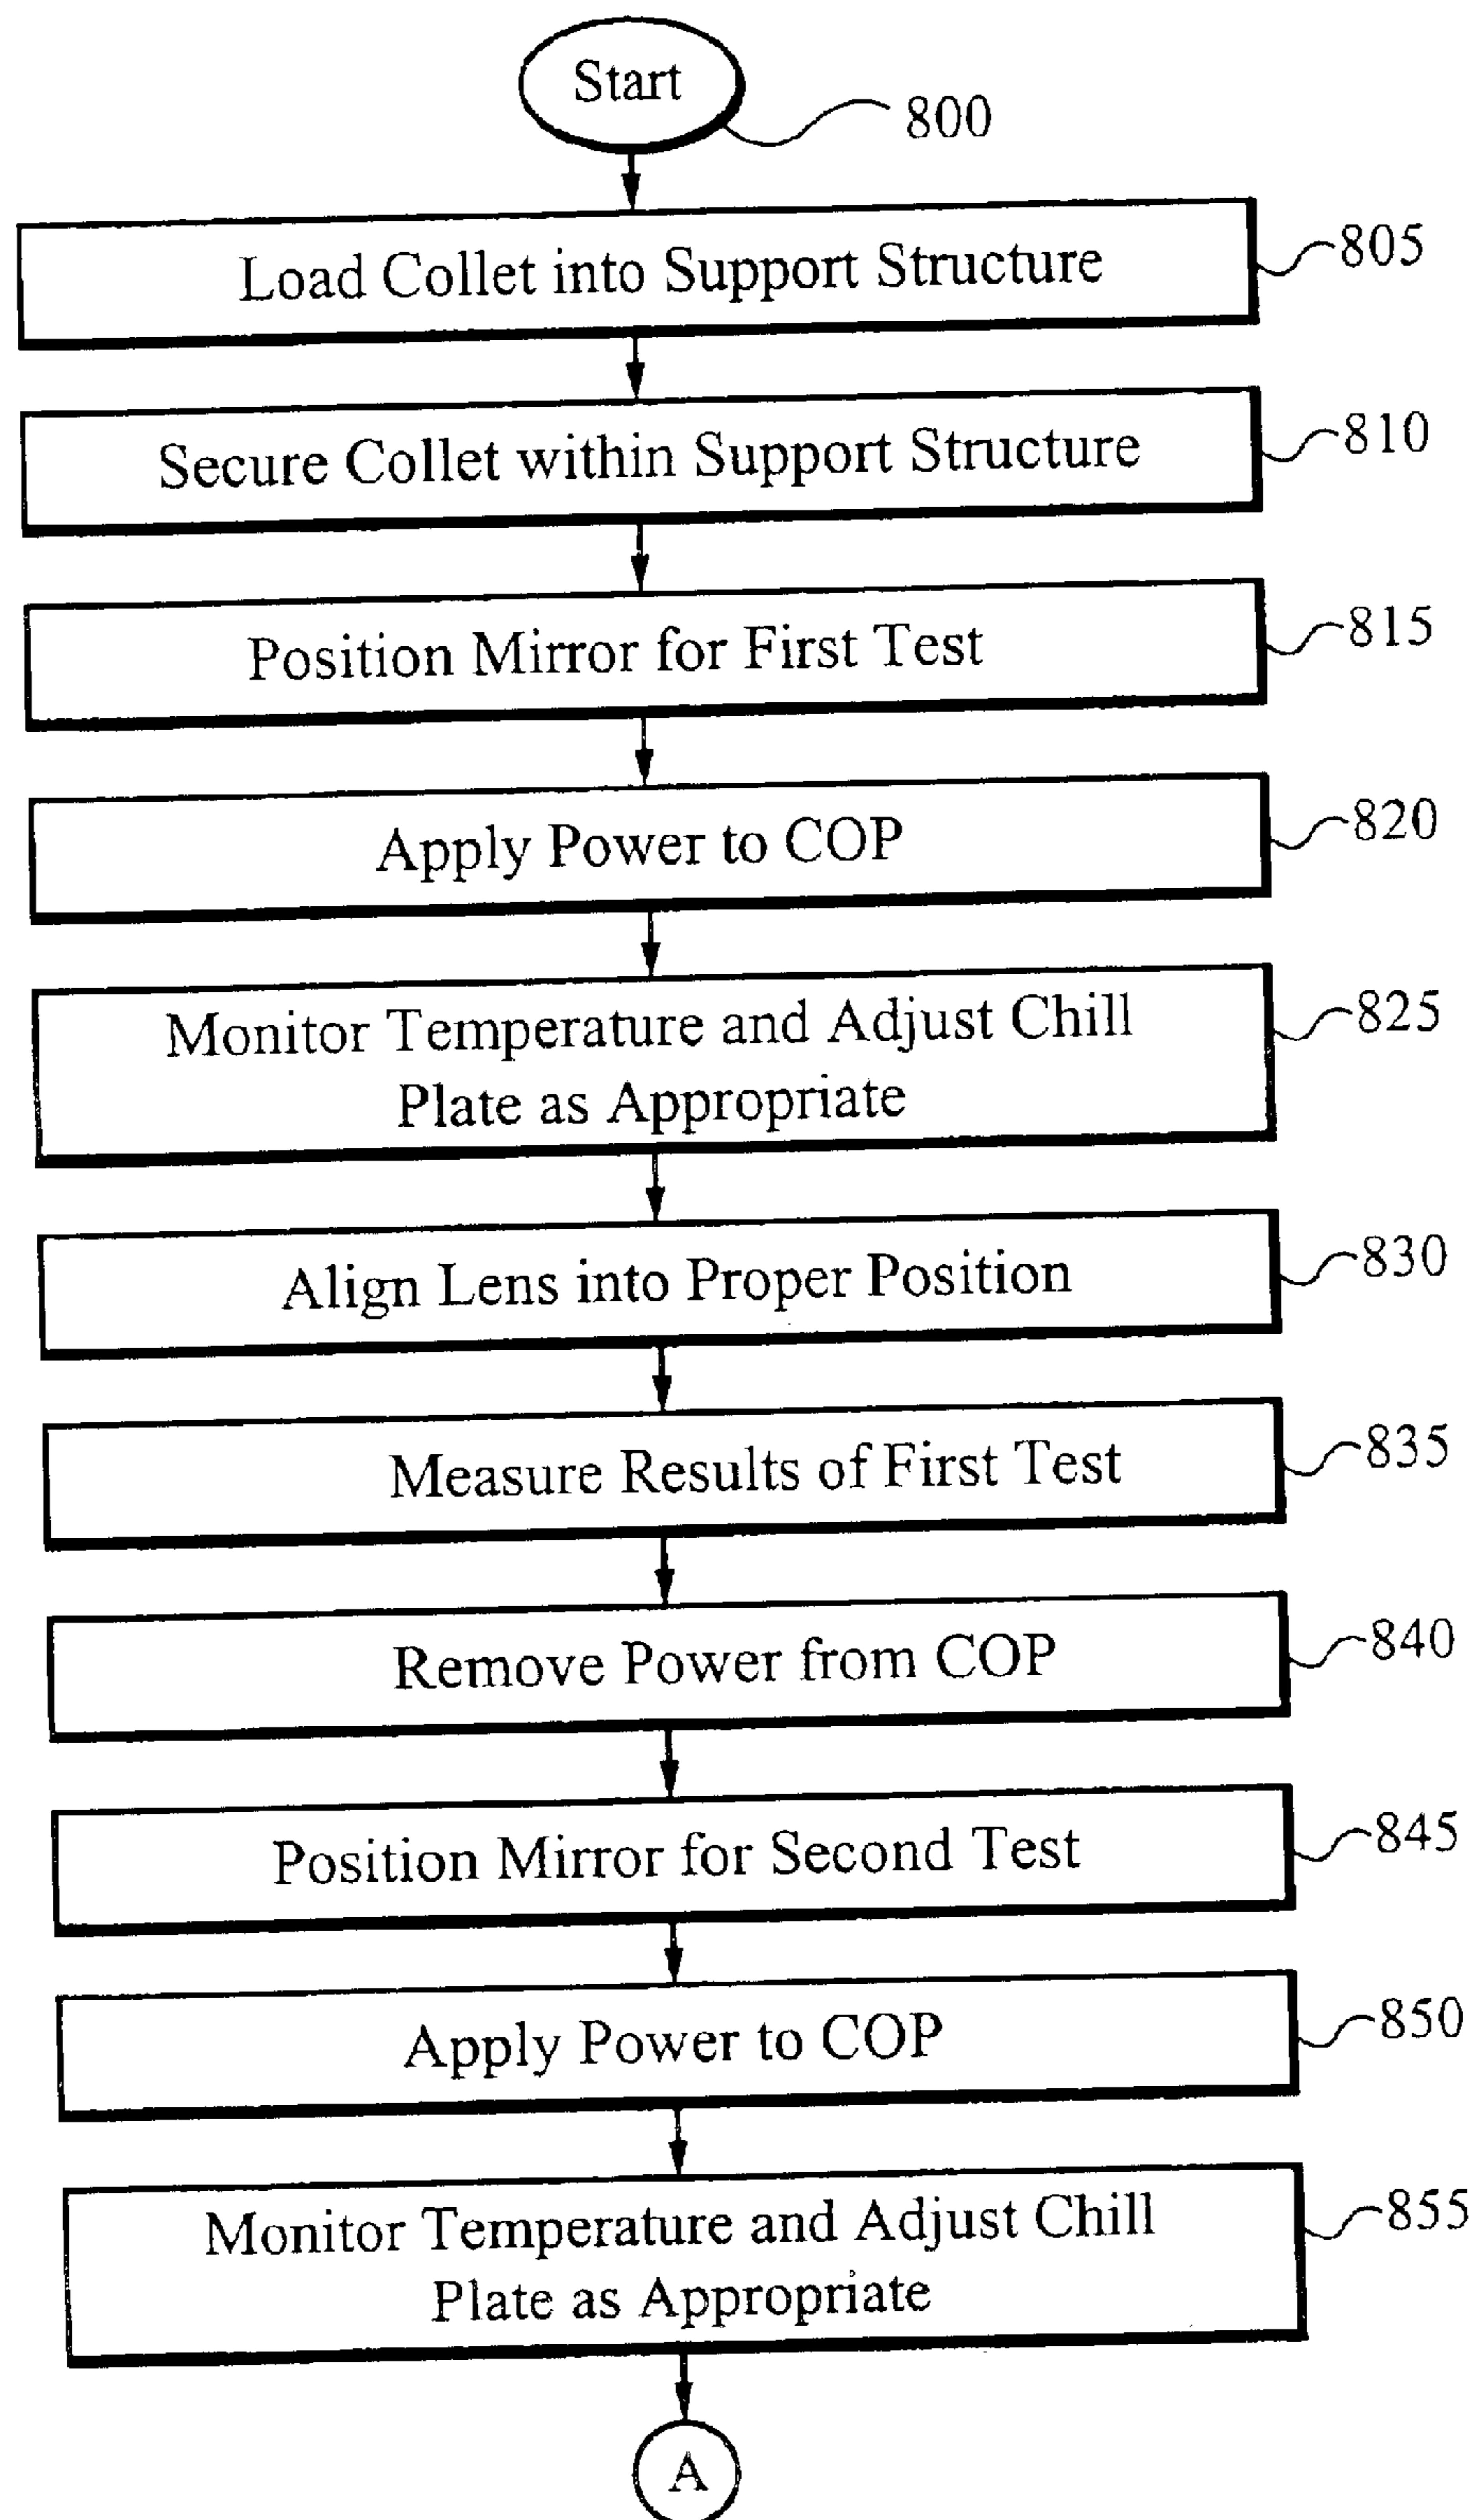 Start
800
Load Collet into Support Structure
805
Secure Collet within Support Structure
810
Position Mirror for First Test
815
Apply Power to COP
820
Monitor Temperature and Adjust Chill
Plate as Appropriate
825
Align Lens into Proper Position
830
Measure Results of First Test
835
Remove Power from COP
840
Position Mirror for Second Test
845
Apply Power to COP
850
Monitor Temperature and Adjust Chill
Plate as Appropriate
855
A